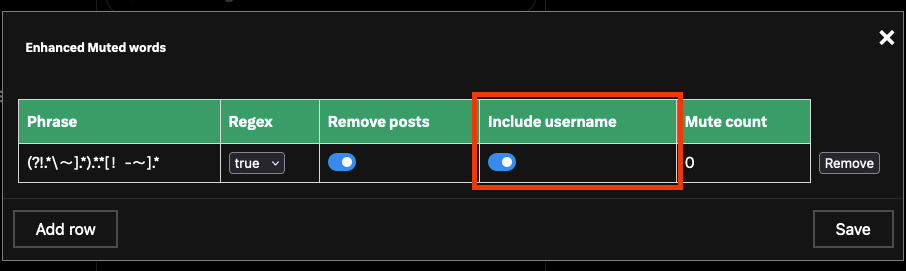 Enhanced Muted words
Phrase Regex Remove posts Include username Mute count
(?!.*\~].*).*.*[! -~].* true 0 Remove
Add row Save